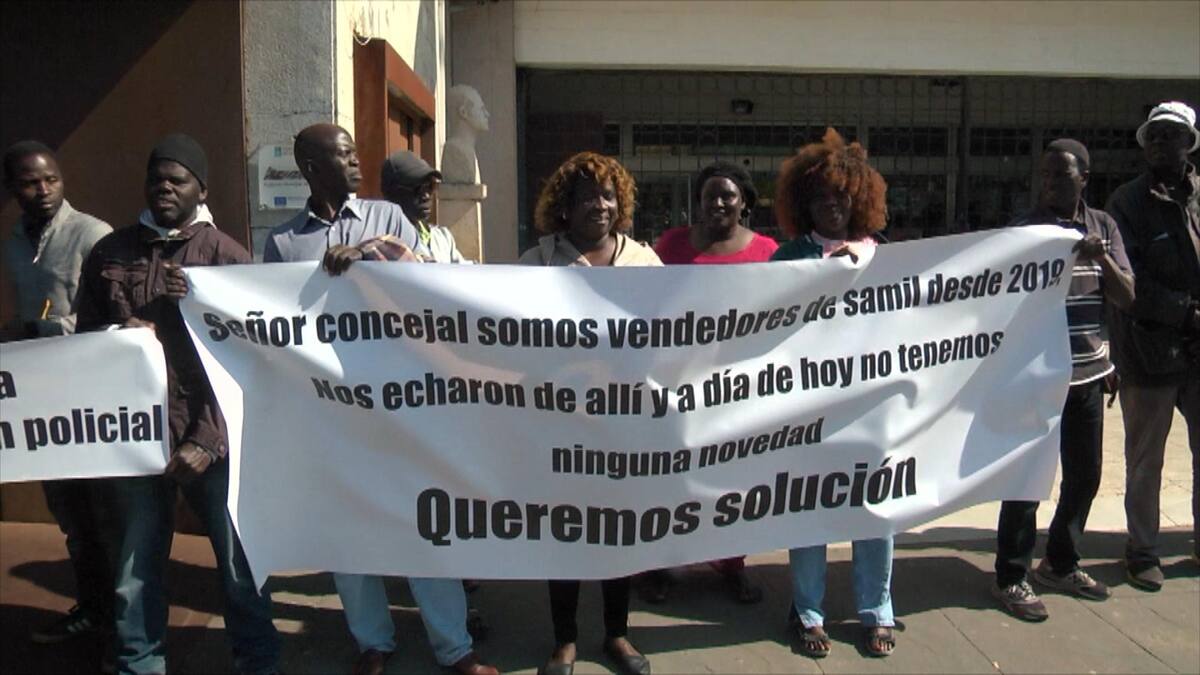 a
n policial
Señor concejal somos vendedores de samil desde 2018,
Nos echaron de allí y a día de hoy no tenemos
ninguna novedad
Queremos solución